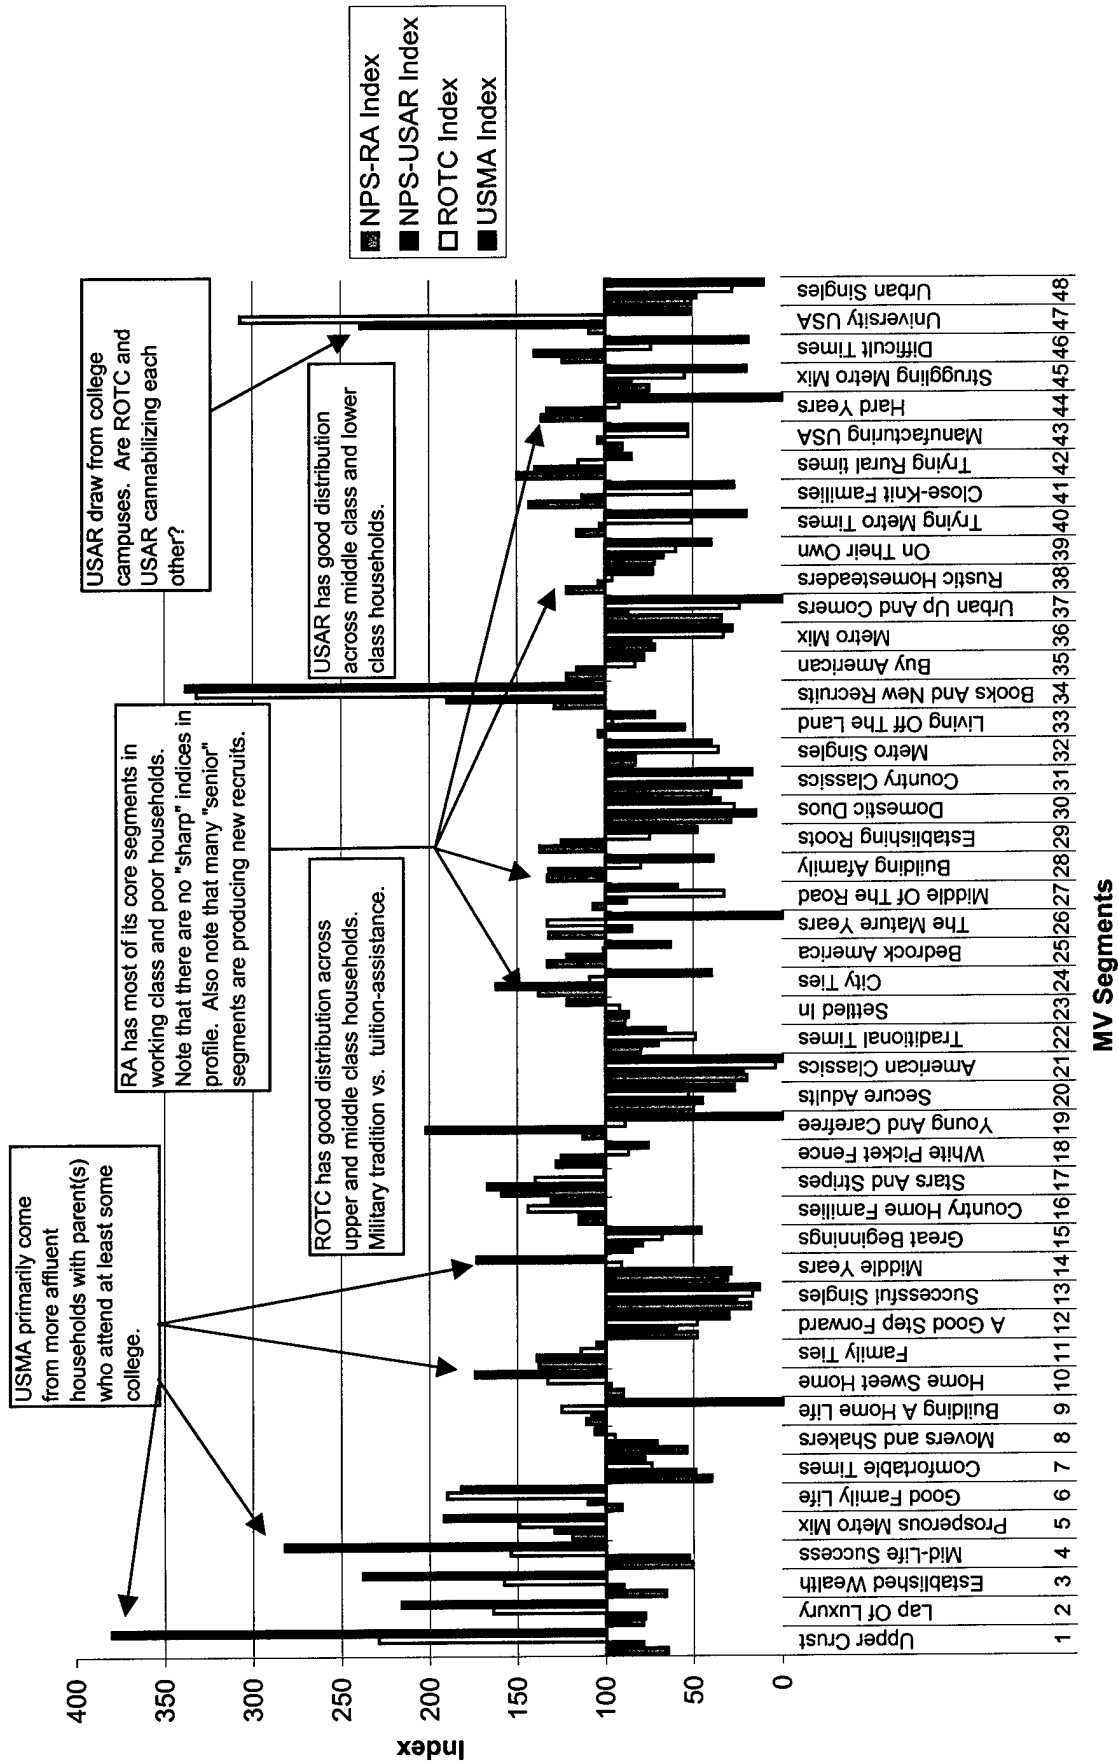 USMA primarily come
from more affluent
households with parent(s)
who attend at least some
college.
RA has most of its core segments in
working class and poor households.
Note that there are no "sharp" indices in
profile. Also note that many "senior"
segments are producing new recruits.
USAR draw from college
campuses. Are ROTC and
USAR cannabilizing each
other?
ROTC has good distribution across
upper and middle class households.
Military tradition vs. tuition-assistance.
USAR has good distribution
across middle class and lower
class households.
NPS-RA Index
NPS-USAR Index
ROTC Index
USMA Index
Index
400
350
300
250
200
150
100
50
0
Upper Crust 1
Lap Of Luxury 2
Established Wealth 3
Mid-Life Success 4
Prosperous Metro Mix 5
Good Family Life 6
Comfortable Times 7
Movers and Shakers 8
Building A Home Life 9
Home Sweet Home 10
Family Ties 11
A Good Step Forward 12
Successful Singles 13
Middle Years 14
Great Beginnings 15
Country Home Families 16
Stars And Stripes 17
White Picket Fence 18
Young And Carefree 19
Secure Adults 20
American Classics 21
Traditional Times 22
Settled In 23
City Ties 24
Bedrock America 25
The Mature Years 26
Middle Of The Road 27
Building Afamily 28
Establishing Roots 29
Domestic Duos 30
Country Classics 31
Metro Singles 32
Living Off The Land 33
Books And New Recruits 34
Buy American 35
Metro Mix 36
Urban Up And Comers 37
Rustic Homesteaders 38
On Their Own 39
Trying Metro Times 40
Close-Knit Families 41
Trying Rural times 42
Manufacturing USA 43
Hard Years 44
Struggling Metro Mix 45
Difficult Times 46
University USA 47
Urban Singles 48
MV Segments